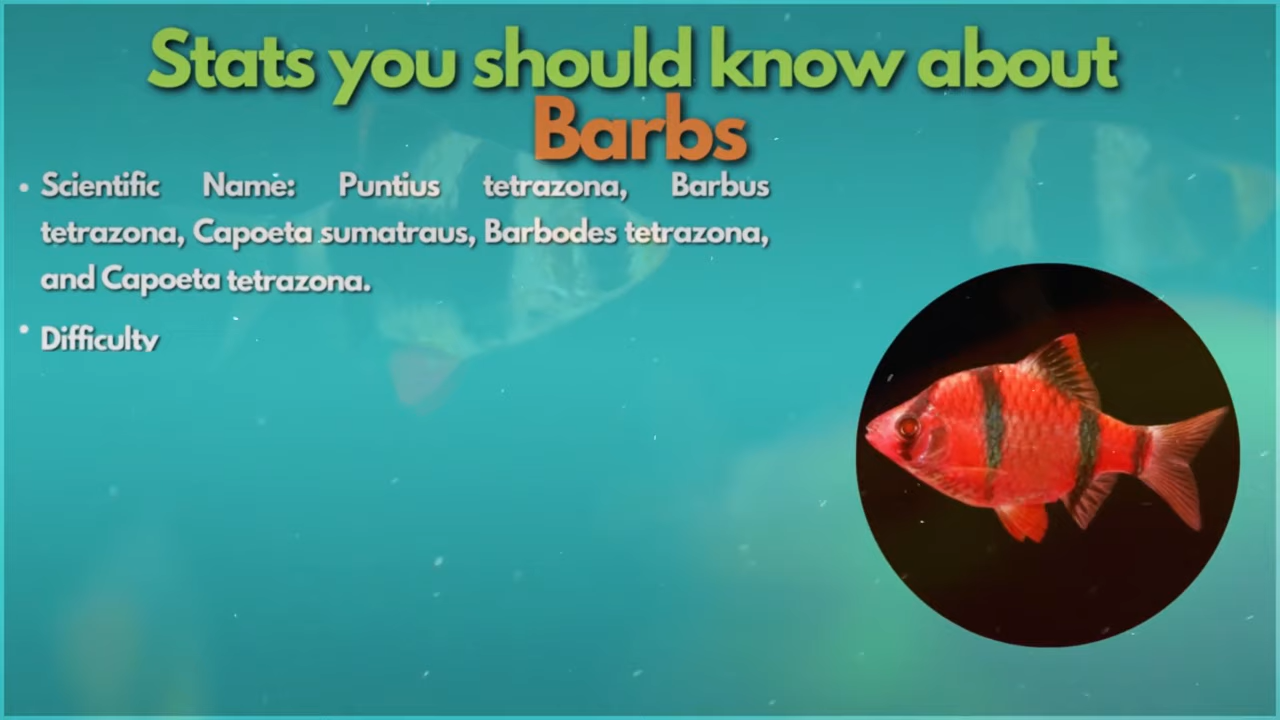 Stats you should know about
Barbs
• Scientific Name: Puntius tetrazona, Barbus
tetrazona, Capoeta sumatraus, Barbodes tetrazona,
and Capoeta tetrazona.
• Difficulty